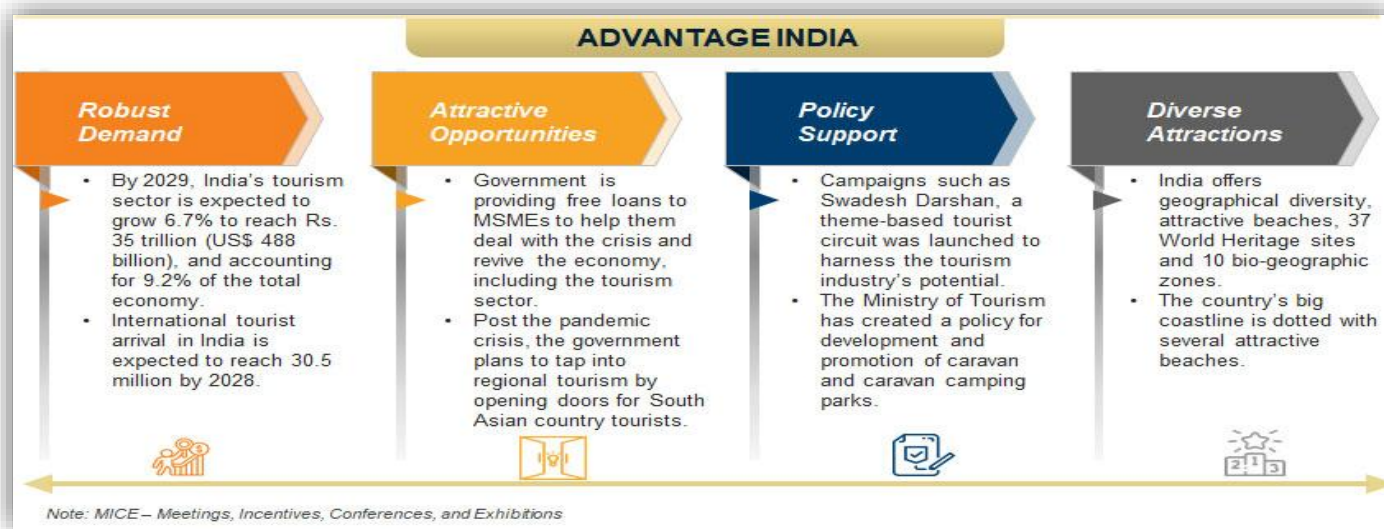 ADVANTAGE INDIA
Robust
Demand
• By 2029, India's tourism
sector is expected to
grow 6.7% to reach Rs.
35 trillion (US$ 488
billion), and accounting
for 9.2% of the total
economy.
• International tourist
arrival in India is
expected to reach 30.5
million by 2028.
Attractive
Opportunities
• Government is
providing free loans to
MSMEs to help them
deal with the crisis and
revive the economy,
including the tourism
sector.
• Post the pandemic
crisis, the government
plans to tap into
regional tourism by
opening doors for South
Asian country tourists.
Policy
Support
• Campaigns such as
Swadesh Darshan, a
theme-based tourist
circuit was launched to
harness the tourism
industry's potential.
• The Ministry of Tourism
has created a policy for
development and
promotion of caravan
and caravan camping
parks.
Diverse
Attractions
• India offers
geographical diversity,
attractive beaches, 37
World Heritage sites
and 10 bio-geographic
zones.
• The country's big
coastline is dotted with
several attractive
beaches.
2 1 3
Note: MICE – Meetings, Incentives, Conferences, and Exhibitions